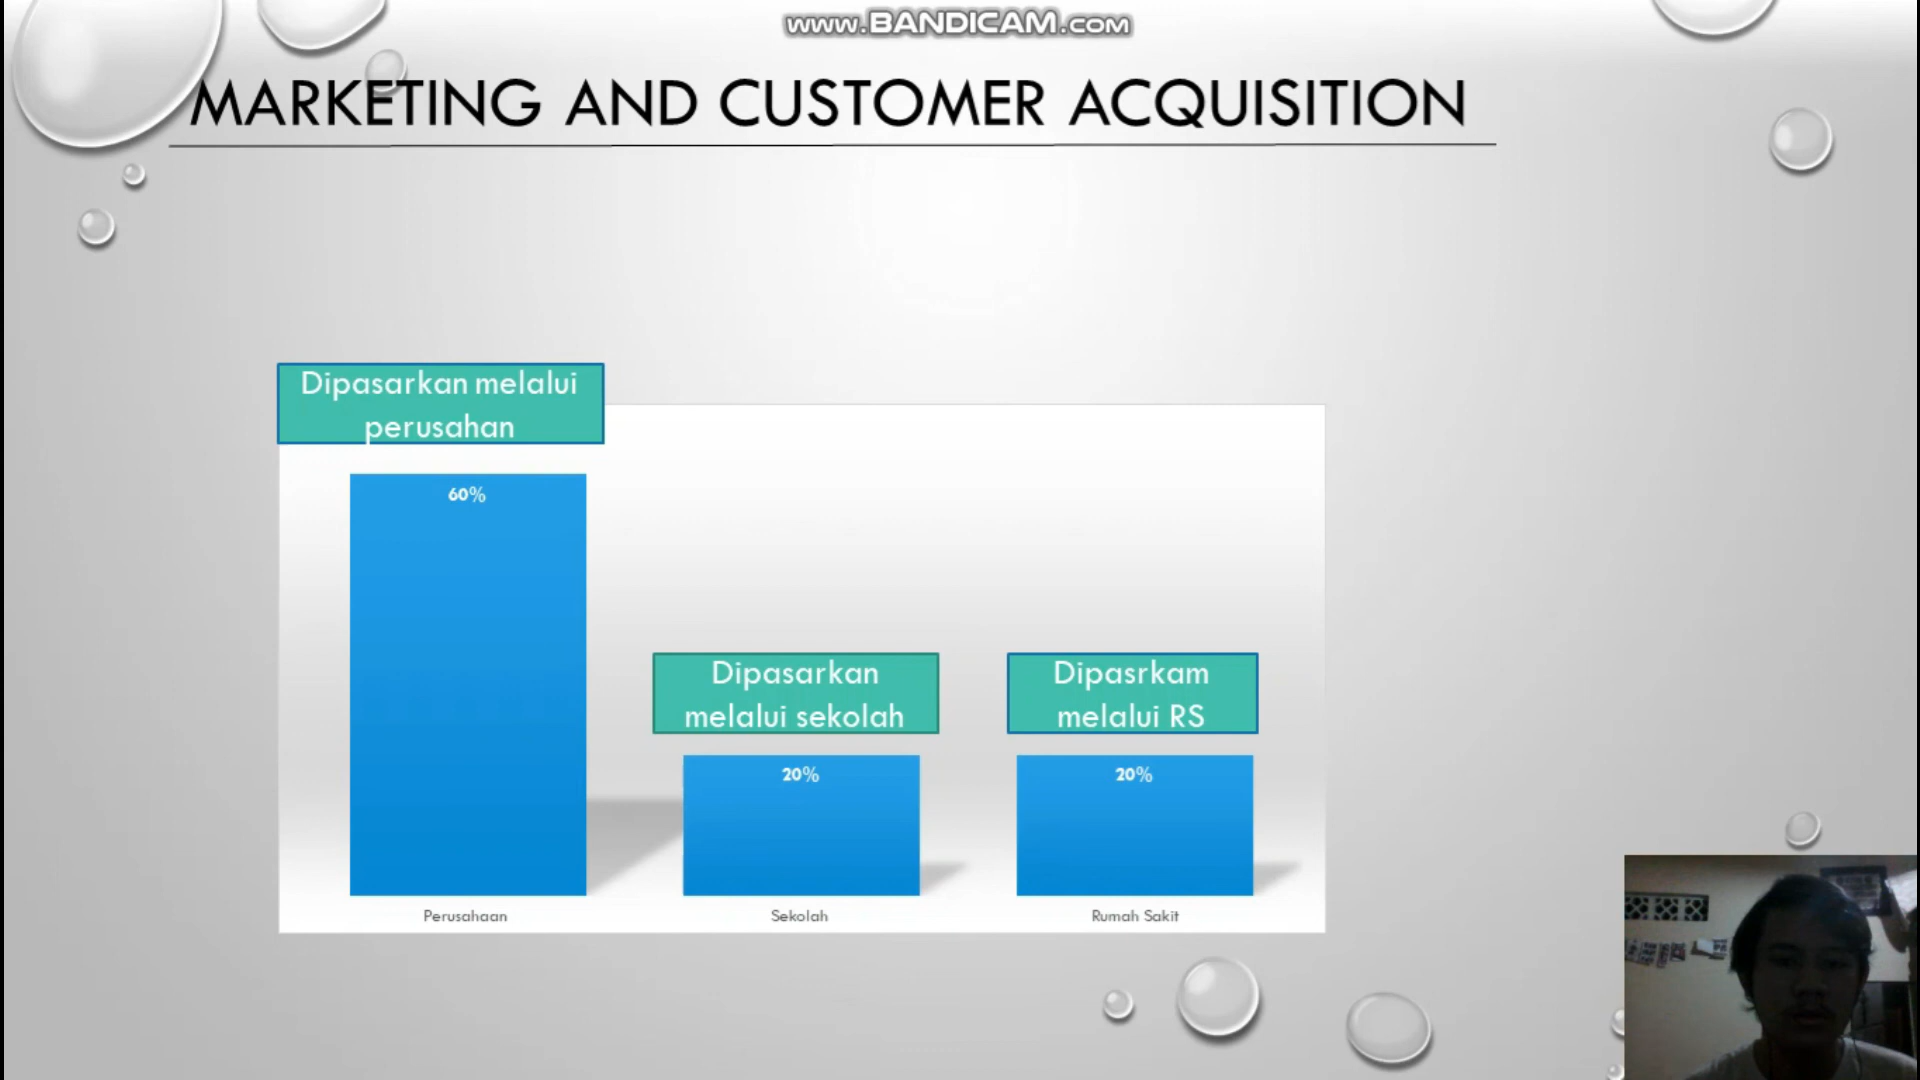 www.BANDICAM.com
MARKETING AND CUSTOMER ACQUISITION
Dipasarkan melalui
perusahan
60%
Dipasarkan
melalui sekolah
Dipasrkam
melalui RS
20%
20%
Perusahaan
Sekolah
Rumah Sakit